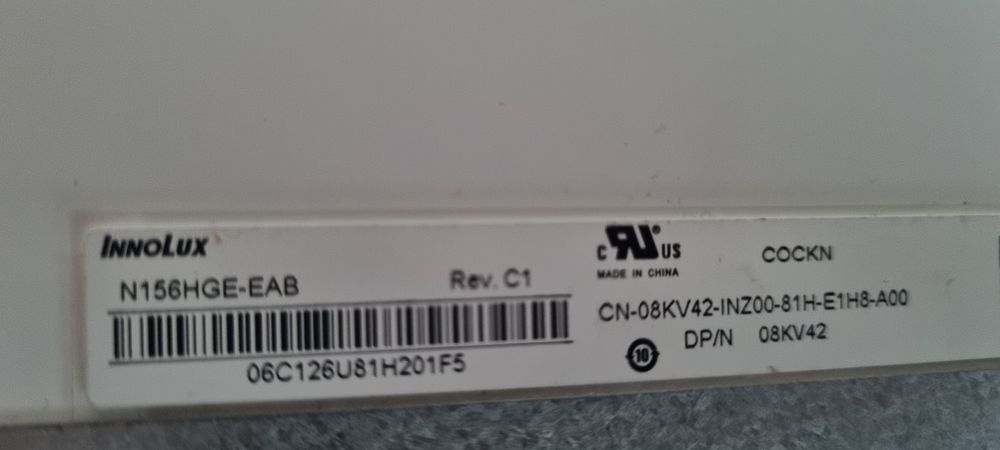 INNOLUX
N156HGE-EAB Rev. C1
06C126U81H201F5
c RU US
MADE IN CHINA
COCKN
CN-08KV42-INZ00-81H-E1H8-A00
10
DP/N 08KV42